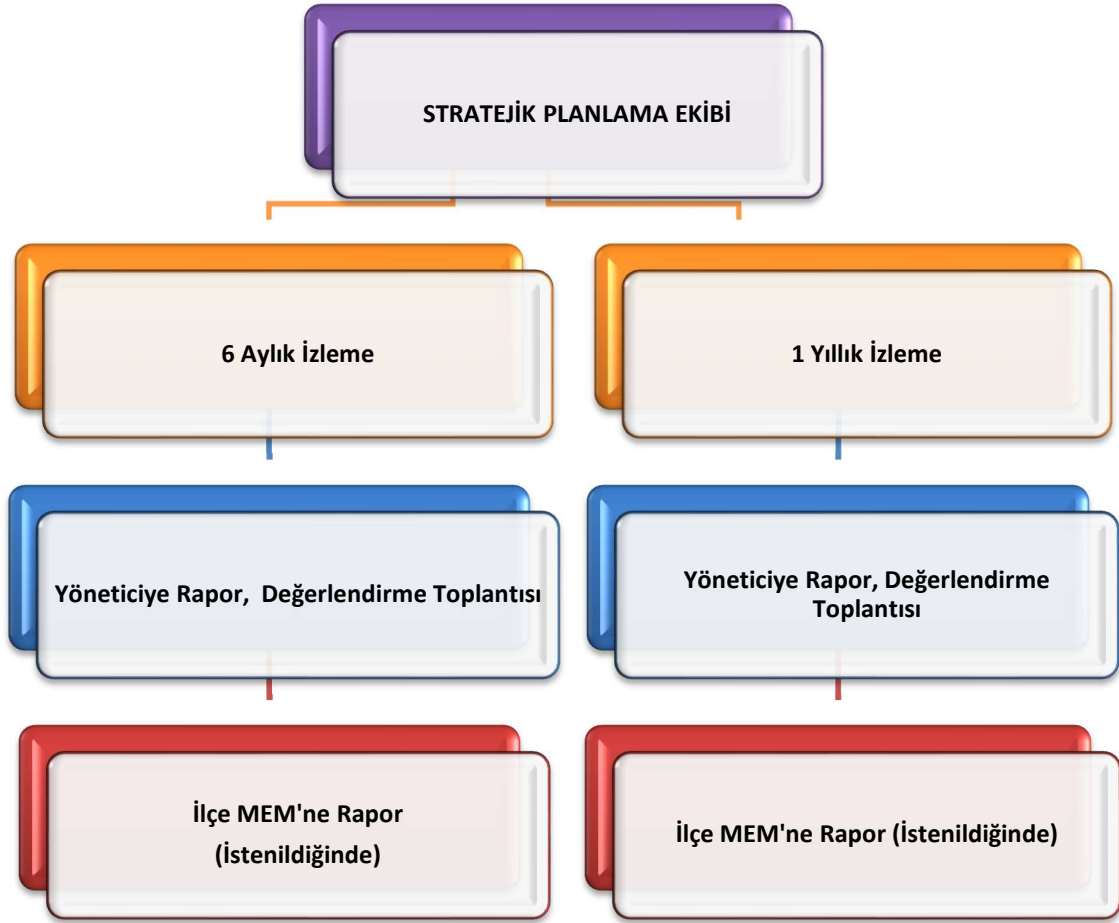 STRATEJİK PLANLAMA EKİBİ
6 Aylık İzleme
1 Yıllık İzleme
Yöneticiye Rapor,  Değerlendirme Toplantısı
Yöneticiye Rapor, Değerlendirme
Toplantısı
İlçe MEM'ne Rapor
(İstenildiğinde)
İlçe MEM'ne Rapor (İstenildiğinde)